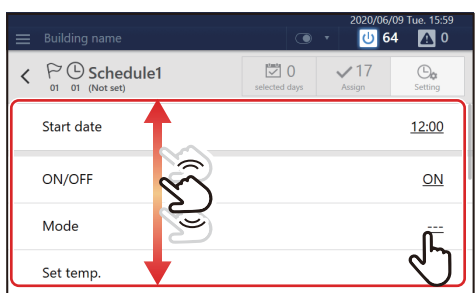 2020/06/09 Tue. 15:59
Building name
64
0
Schedule1
01 01 (Not set)
0
selected days
17
Assign
Setting
Start date
12:00
ON/OFF
ON
Mode
---
Set temp.